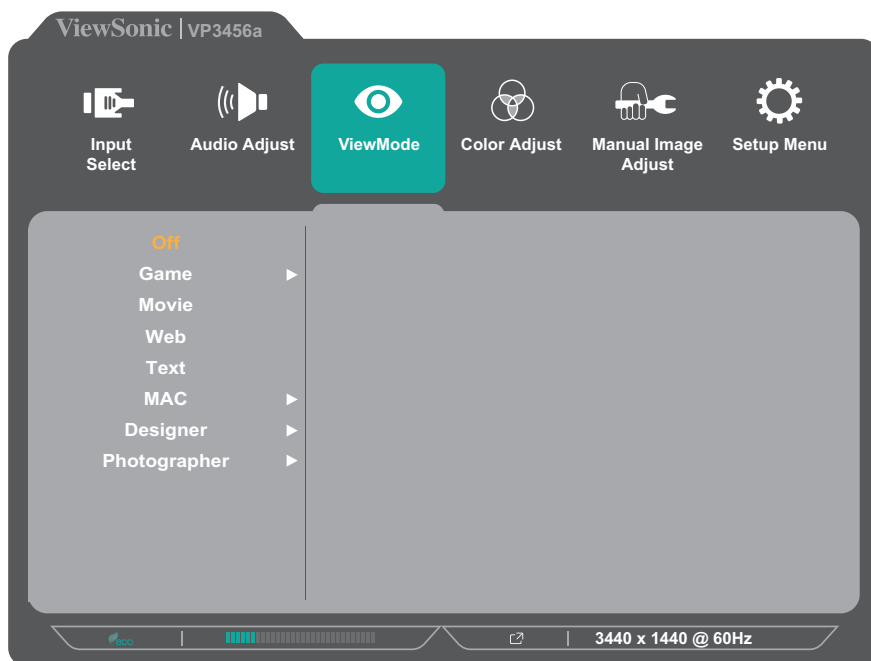 ViewSonic | VP3456a
Input Select
Audio Adjust
ViewMode
Color Adjust
Manual Image Adjust
Setup Menu
Off
Game
Movie
Web
Text
MAC
Designer
Photographer
eco
3440 x 1440 @ 60Hz